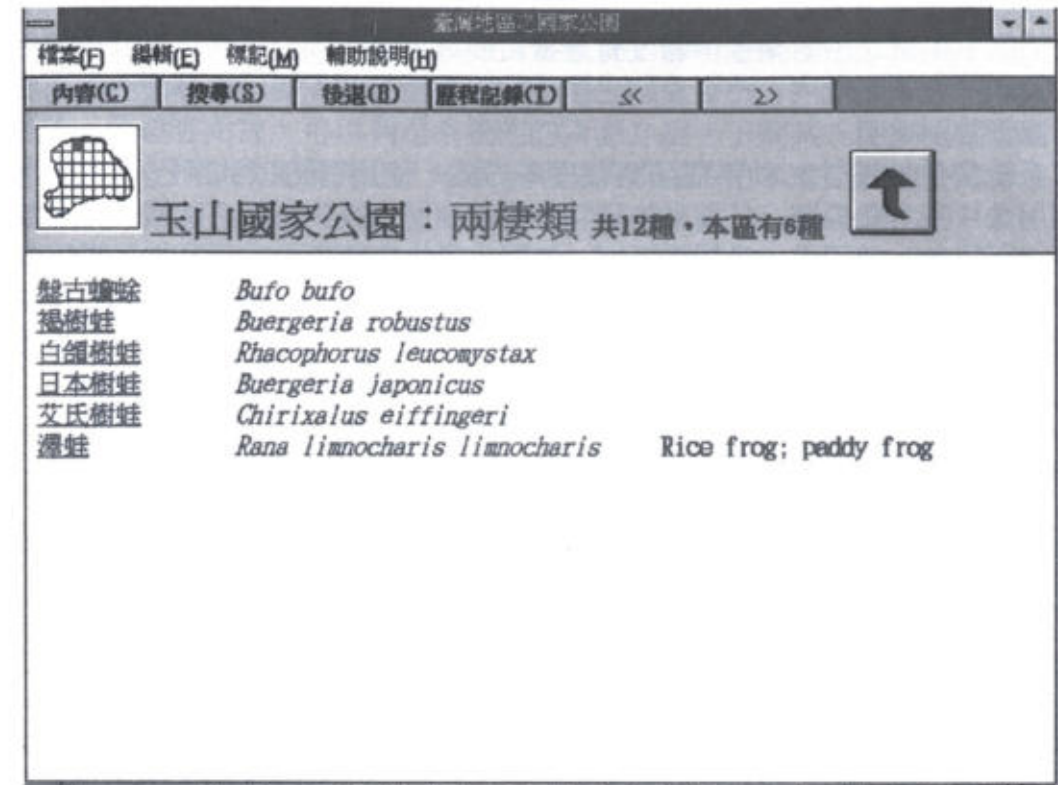 臺灣地區之國家公園
檔案(F) 編輯(E) 標記(M) 輔助說明(H)
內容(C) 搜尋(S) 後退(B) 歷程記錄(T) << >>
玉山國家公園：兩棲類 共12種，本區有6種
盤古蟾蜍 Bufo bufo
褐樹蛙 Buergeria robustus
白頷樹蛙 Rhacophorus leucomystax
日本樹蛙 Buergeria japonicus
艾氏樹蛙 Chirixalus eiffingeri
澤蛙 Rana limnocharis limnocharis Rice frog; paddy frog